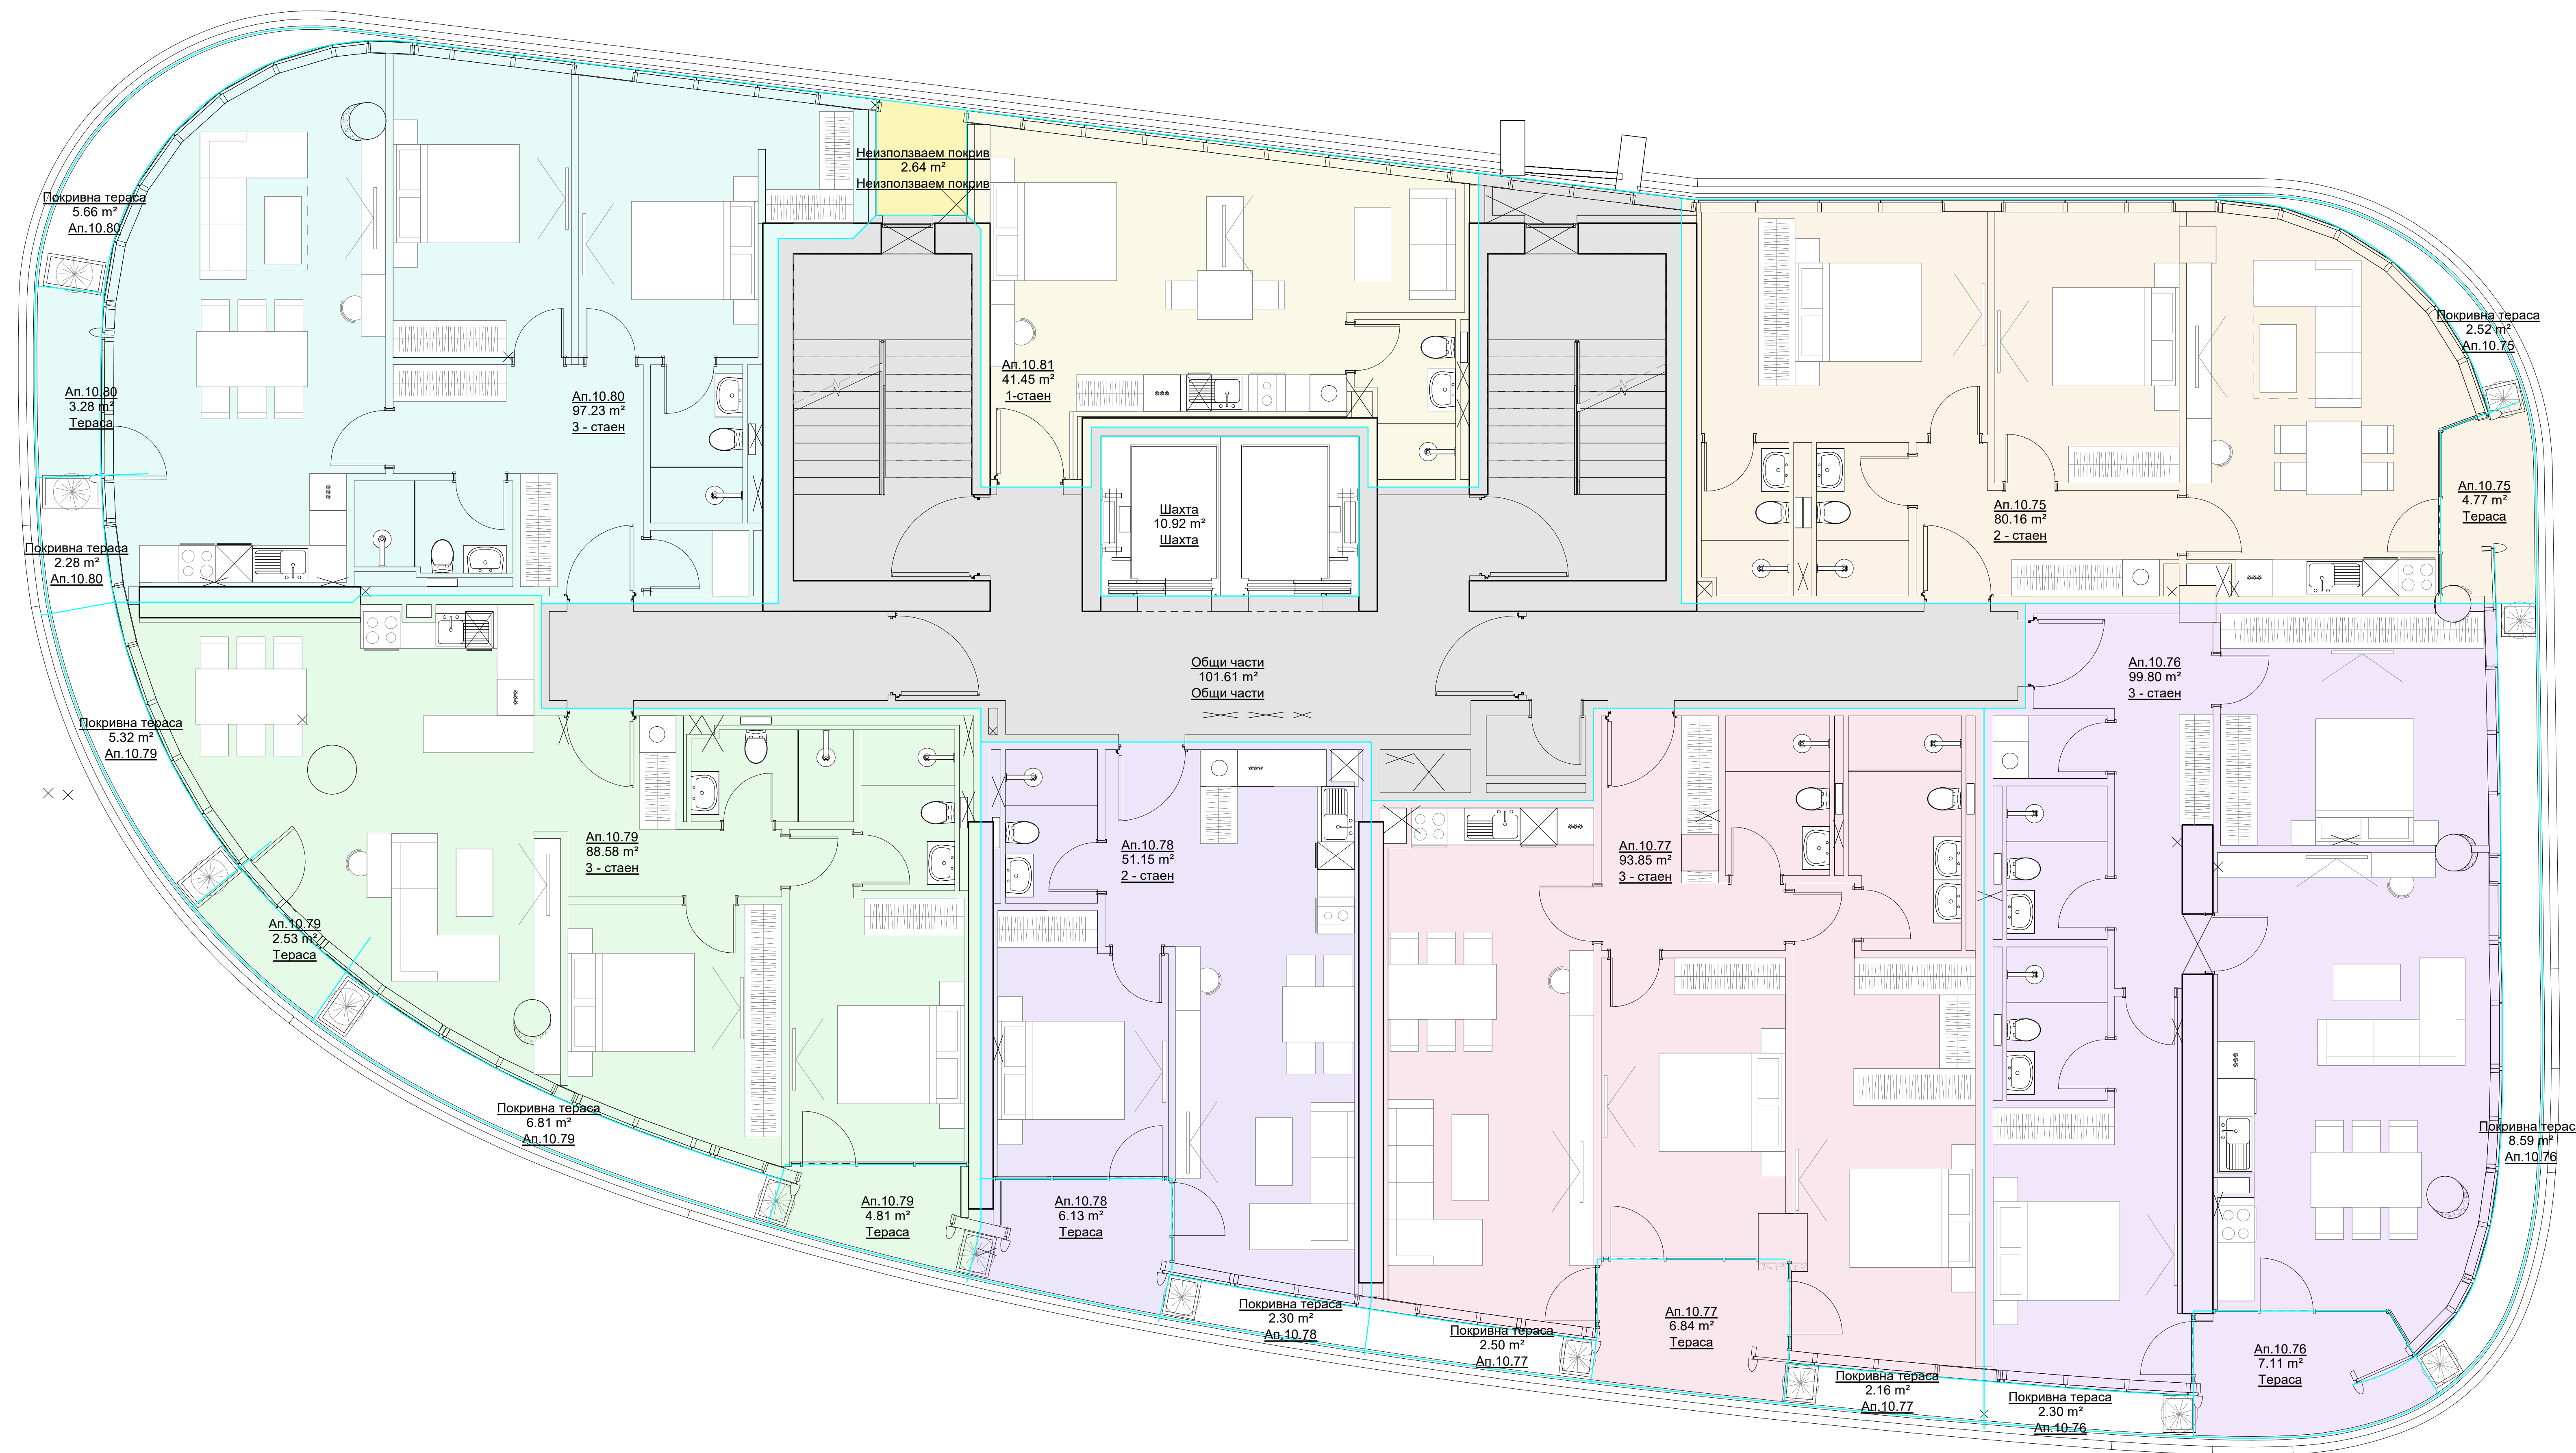 Неизползваем покрив
2.64 m²
Неизползваем покрив
Покривна тераса
5.66 m²
Ап.10.80
Покривна тераса
2.52 m²
Ап.10.75
Ап.10.80
3.28 m²
Тераса
Ап.10.80
97.23 m²
3 - стаен
Ап.10.81
41.45 m²
1-стаен
Шахта
10.92 m²
Шахта
Ап.10.75
80.16 m²
2 - стаен
Ап.10.75
4.77 m²
Тераса
Покривна тераса
2.28 m²
Ап.10.80
Общи части
101.61 m²
Общи части
Ап.10.76
99.80 m²
3 - стаен
Покривна тераса
5.32 m²
Ап.10.79
Ап.10.79
88.58 m²
3 - стаен
Ап.10.78
51.15 m²
2 - стаен
Ап.10.77
93.85 m²
3 - стаен
Ап.10.79
2.53 m²
Тераса
Покривна тераса
6.81 m²
Ап.10.79
Покривна терас
8.59 m²
Ап.10.76
Ап.10.79
4.81 m²
Тераса
Ап.10.78
6.13 m²
Тераса
Покривна тераса
2.30 m²
Ап.10.78
Покривна тераса
2.50 m²
Ап.10.77
Ап.10.77
6.84 m²
Тераса
Покривна тераса
2.16 m²
Ап.10.77
Покривна тераса
2.30 m²
Ап.10.76
Ап.10.76
7.11 m²
Тераса